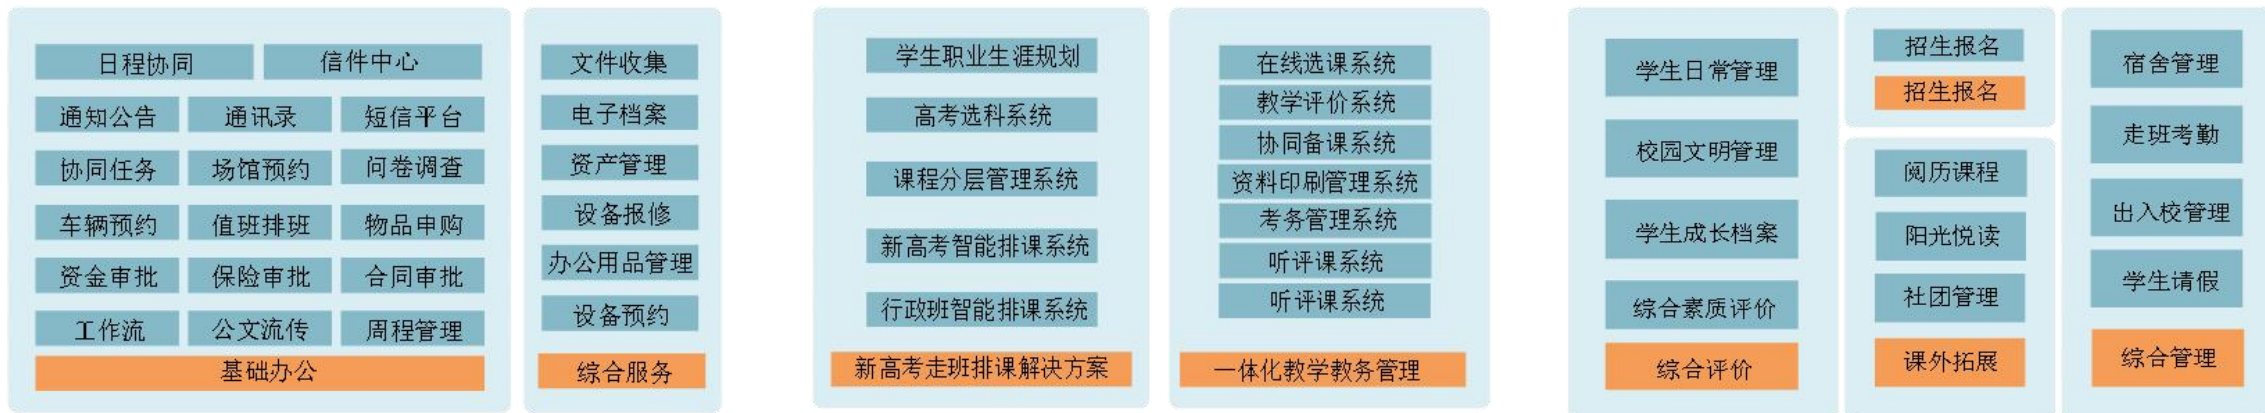 日程协同 信件中心
通知公告 通讯录 短信平台
协同任务 场馆预约 问卷调查
车辆预约 值班排班 物品申购
资金审批 保险审批 合同审批
工作流 公文流传 周程管理
基础办公
文件收集
电子档案
资产管理
设备报修
办公用品管理
设备预约
综合服务
学生职业生涯规划
高考选科系统
课程分层管理系统
新高考智能排课系统
行政班智能排课系统
新高考走班排课解决方案
在线选课系统
教学评价系统
协同备课系统
资料印刷管理系统
考务管理系统
听评课系统
听评课系统
一体化教学教务管理
学生日常管理
校园文明管理
学生成长档案
综合素质评价
综合评价
招生报名
招生报名
阅历课程
阳光悦读
社团管理
课外拓展
宿舍管理
走班考勤
出入校管理
学生请假
综合管理